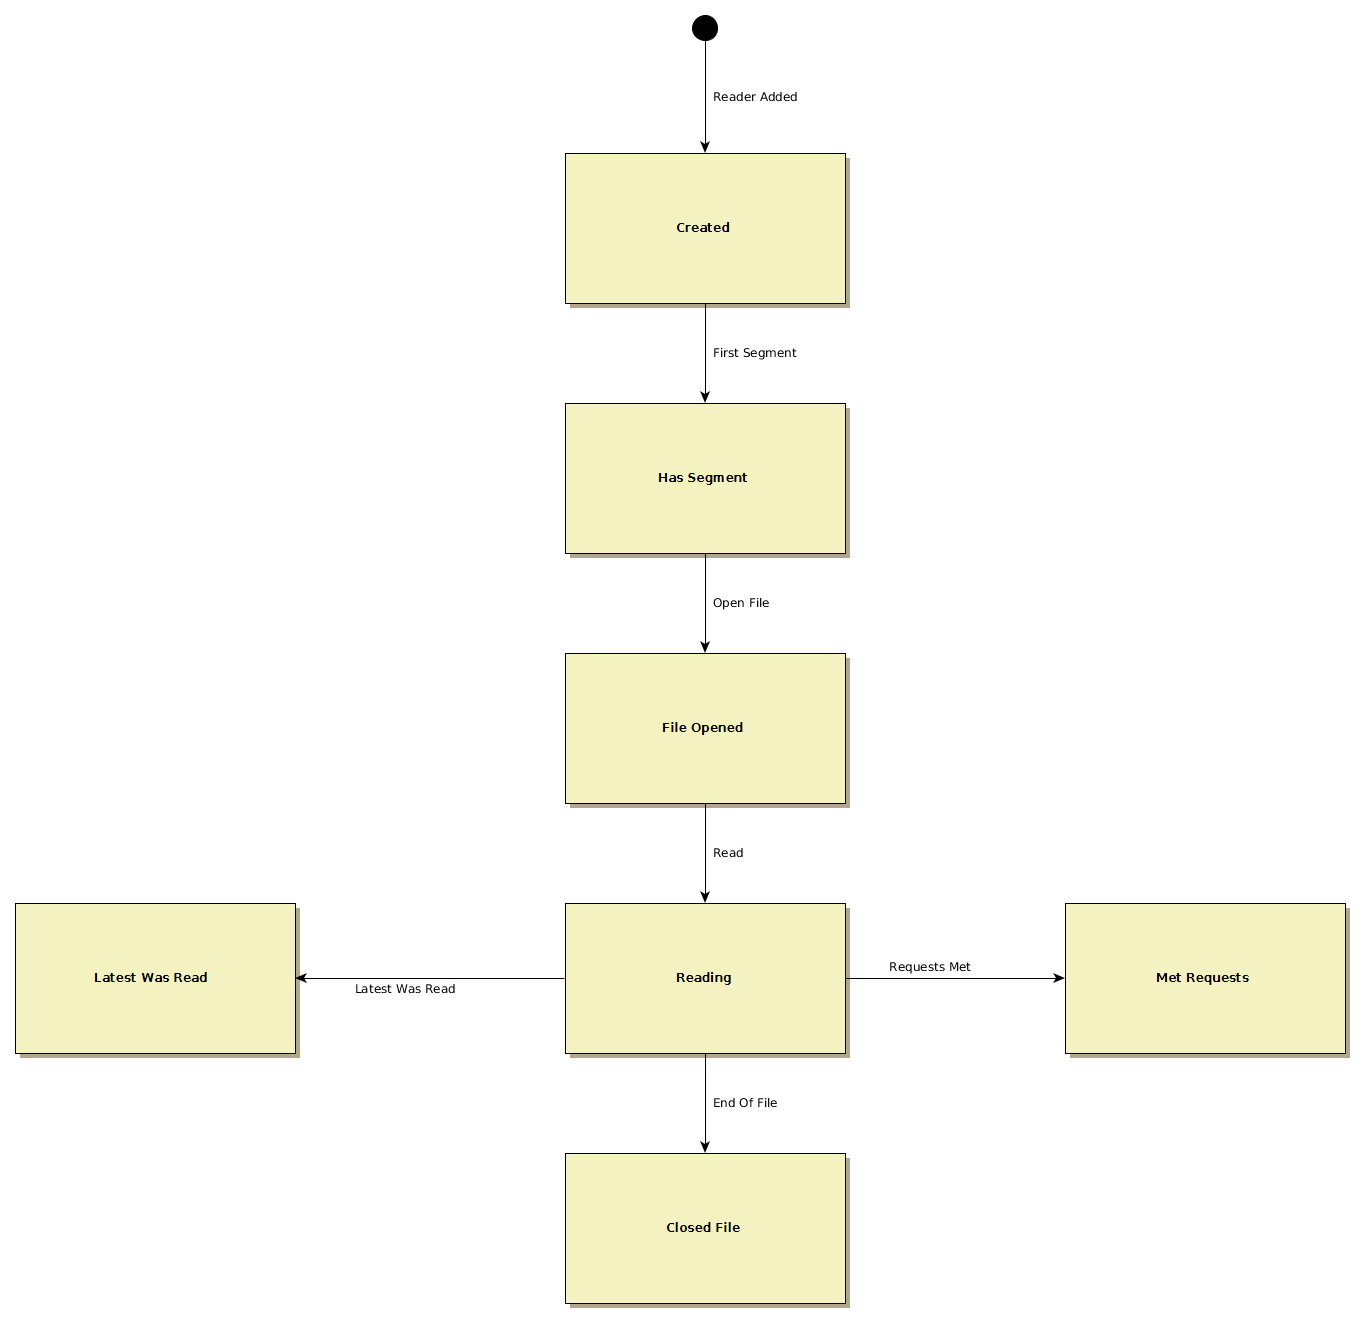 Reader Added
Created
First Segment
Has Segment
Open File
File Opened
Read
Latest Was Read
Latest Was Read
Reading
Requests Met
Met Requests
End Of File
Closed File